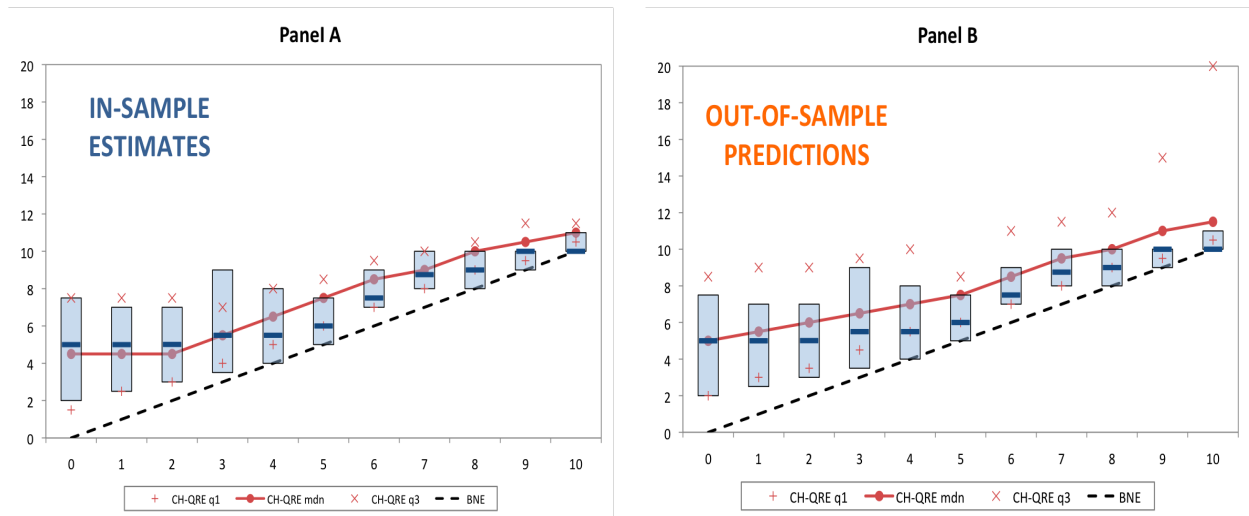 Panel A
IN-SAMPLE
ESTIMATES
20
18
16
14
12
10
8
6
4
2
0
0 1 2 3 4 5 6 7 8 9 10
CH-QRE q1 CH-QRE mdn CH-QRE q3 BNE
Panel B
OUT-OF-SAMPLE
PREDICTIONS
20
18
16
14
12
10
8
6
4
2
0
0 1 2 3 4 5 6 7 8 9 10
CH-QRE q1 CH-QRE mdn CH-QRE q3 BNE